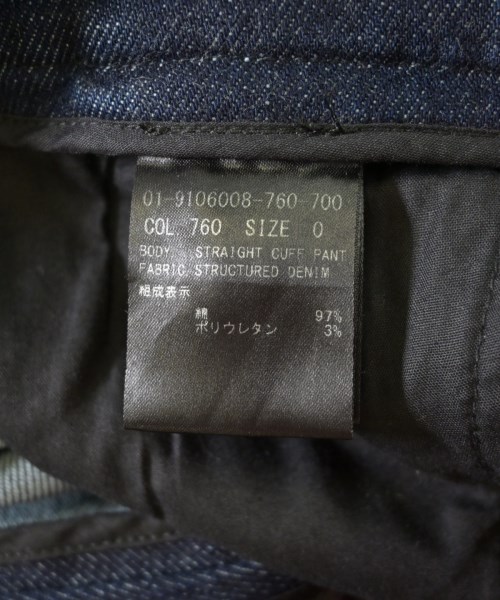 01-9106008-760-700
COL 760 SIZE 0
BODY : STRAIGHT CUFF PANT
FABRIC:STRUCTURED DENIM
組成表示
綿 97%
ポリウレタン 3%